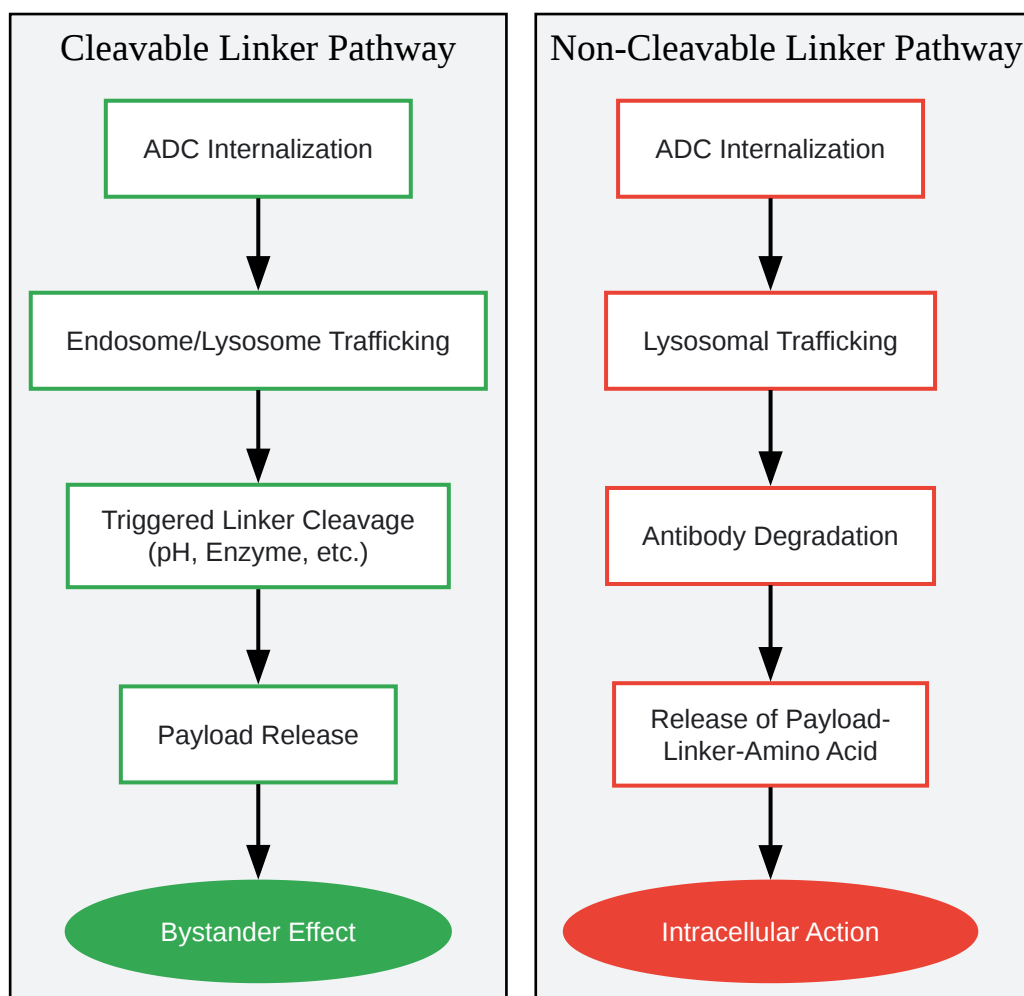 Cleavable Linker Pathway
ADC Internalization
Endosome/Lysosome Trafficking
Triggered Linker Cleavage
(pH, Enzyme, etc.)
Payload Release
Bystander Effect
Non-Cleavable Linker Pathway
ADC Internalization
Lysosomal Trafficking
Antibody Degradation
Release of Payload-
Linker-Amino Acid
Intracellular Action